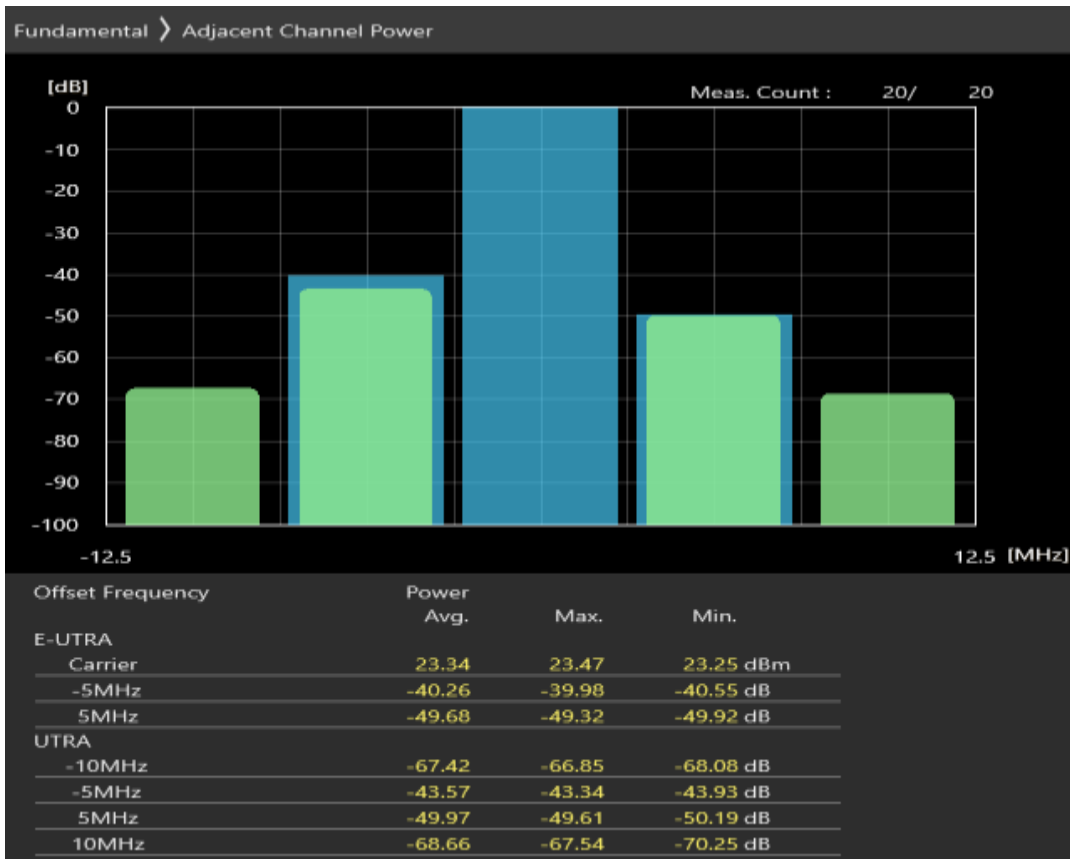 Fundamental 》 Adjacent Channel Power
[dB]
Meas. Count : 20/ 20
0
-10
-20
-30
-40
-50
-60
-70
-80
-90
-100
-12.5 12.5 [MHz]
Offset Frequency Power
Avg. Max. Min.
E-UTRA
Carrier 23.34 23.47 23.25 dBm
-5MHz -40.26 -39.98 -40.55 dB
5MHz -49.68 -49.32 -49.92 dB
UTRA
-10MHz -67.42 -66.85 -68.08 dB
-5MHz -43.57 -43.34 -43.93 dB
5MHz -49.97 -49.61 -50.19 dB
10MHz -68.66 -67.54 -70.25 dB